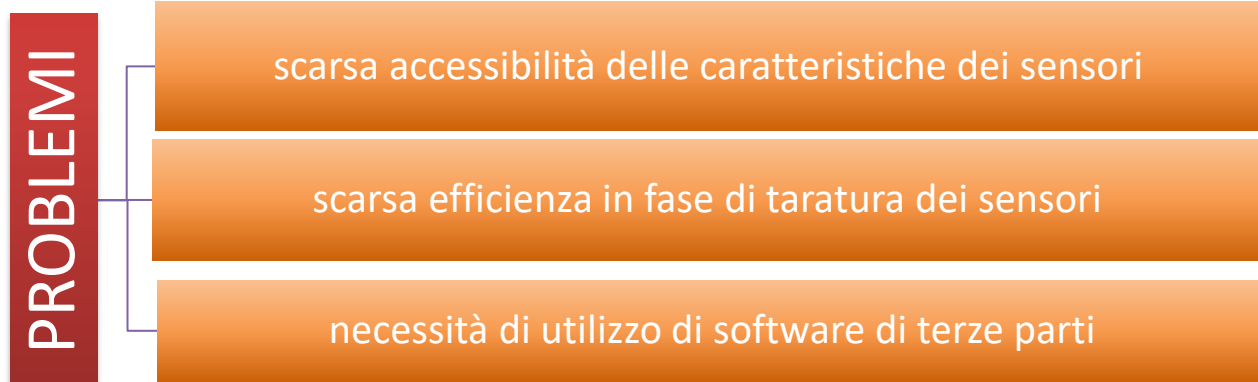 PROBLEMI
scarsa accessibilità delle caratteristiche dei sensori
scarsa efficienza in fase di taratura dei sensori
necessità di utilizzo di software di terze parti